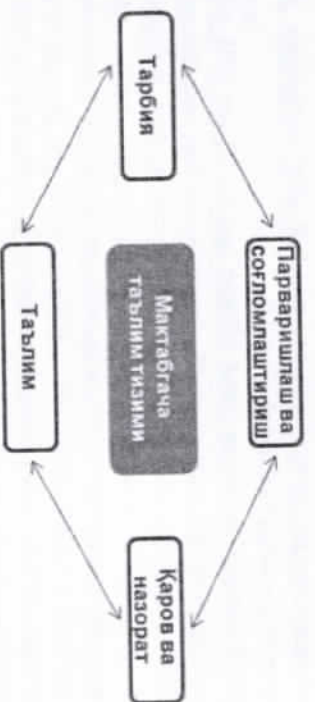 Парваришлаш ва
соғломлаштириш
Тарбия
Мактабгача
таълим тизими
Қаров ва
назорат
Таълим